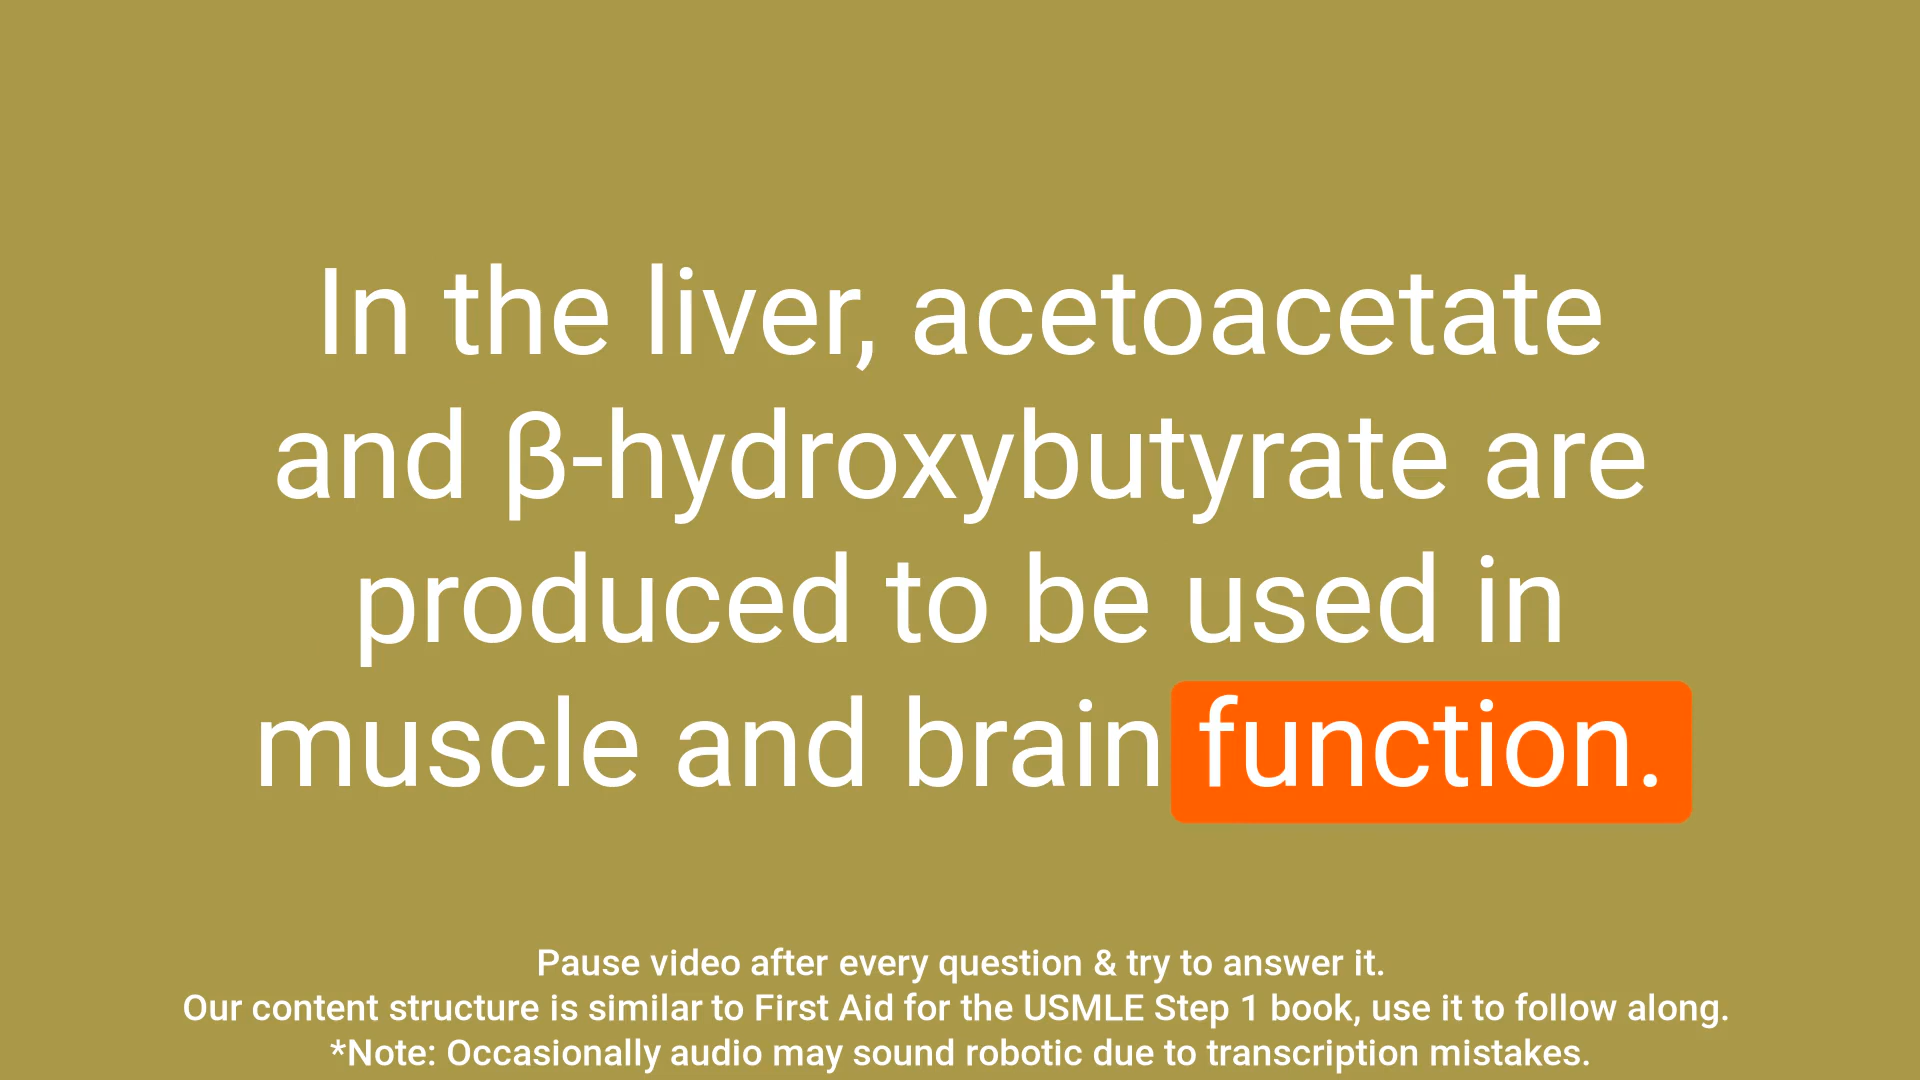 In the liver, acetoacetate
and β-hydroxybutyrate are
produced to be used in
muscle and brain function.
Pause video after every question & try to answer it.
Our content structure is similar to First Aid for the USMLE Step 1 book, use it to follow along.
*Note: Occasionally audio may sound robotic due to transcription mistakes.